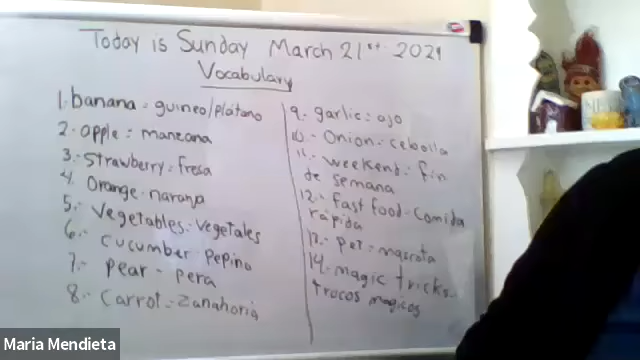 Today is Sunday March 21st 2021
Vocabulary
1. banana = guineo/plátano
2. apple = manzana
3.- Strawberry = fresa
4. Orange = naranja
5.- Vegetables = Vegetales
6.- Cucumber = Pepino
7.- Pear - pera
8.- Carrot = Zanahoria
9.- garlic = ajo
10.- Onion = cebolla
11.- weekend = fin
de semana
12.- fast food - Comida
rápida
13.- Pet = mascota
14.- magic tricks -
trucos magicos
Maria Mendieta